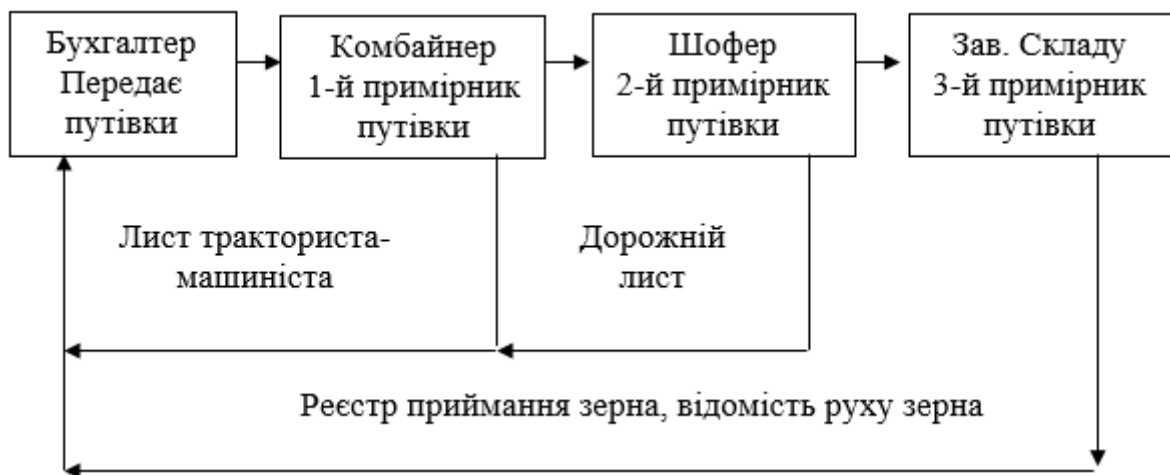 Бухгалтер
Передає
путівки
Комбайнер
1-й примірник
путівки
Шофер
2-й примірник
путівки
Зав. Складу
3-й примірник
путівки
Лист тракториста-
машиніста
Дорожній
лист
Реєстр приймання зерна, відомість руху зерна